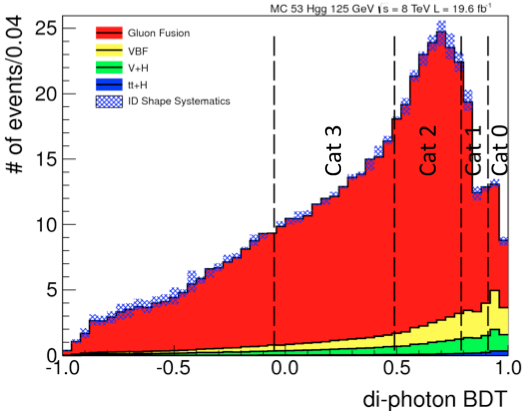 MC 53 Hgg 125 GeV √s = 8 TeV L = 19.6 fb⁻¹
# of events/0.04
25
20
15
10
5
0
Gluon Fusion
VBF
V+H
tt+H
ID Shape Systematics
Cat 3
Cat 2
Cat 1
Cat 0
-1.0
-0.5
0.0
0.5
1.0
di-photon BDT